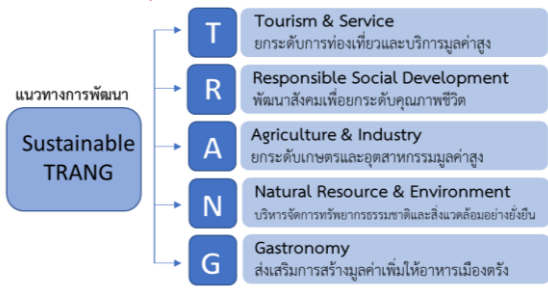 แนวทางการพัฒนา
Sustainable
TRANG
T
Tourism & Service
ยกระดับการท่องเที่ยวและบริการมูลค่าสูง
R
Responsible Social Development
พัฒนาสังคมเพื่อยกระดับคุณภาพชีวิต
A
Agriculture & Industry
ยกระดับเกษตรและอุตสาหกรรมมูลค่าสูง
N
Natural Resource & Environment
บริหารจัดการทรัพยากรธรรมชาติและสิ่งแวดล้อมอย่างยั่งยืน
G
Gastronomy
ส่งเสริมการสร้างมูลค่าเพิ่มให้อาหารเมืองตรัง